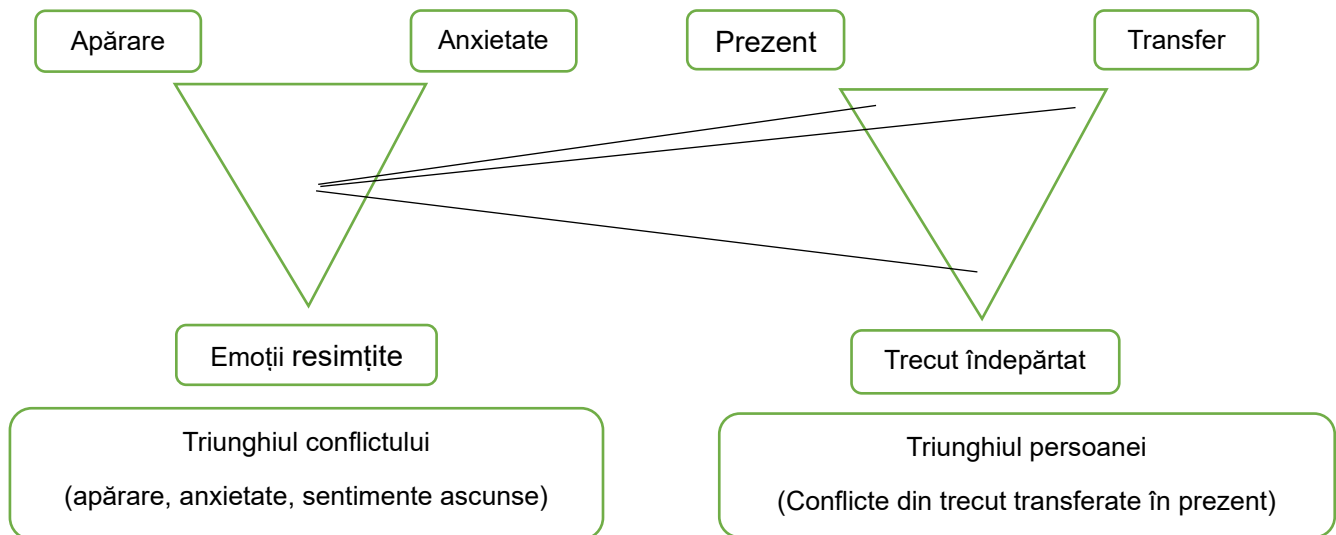 Apărare
Anxietate
Prezent
Transfer
Emoții resimțite
Trecut îndepărtat
Triunghiul conflictului
(apărare, anxietate, sentimente ascunse)
Triunghiul persoanei
(Conflicte din trecut transferate în prezent)